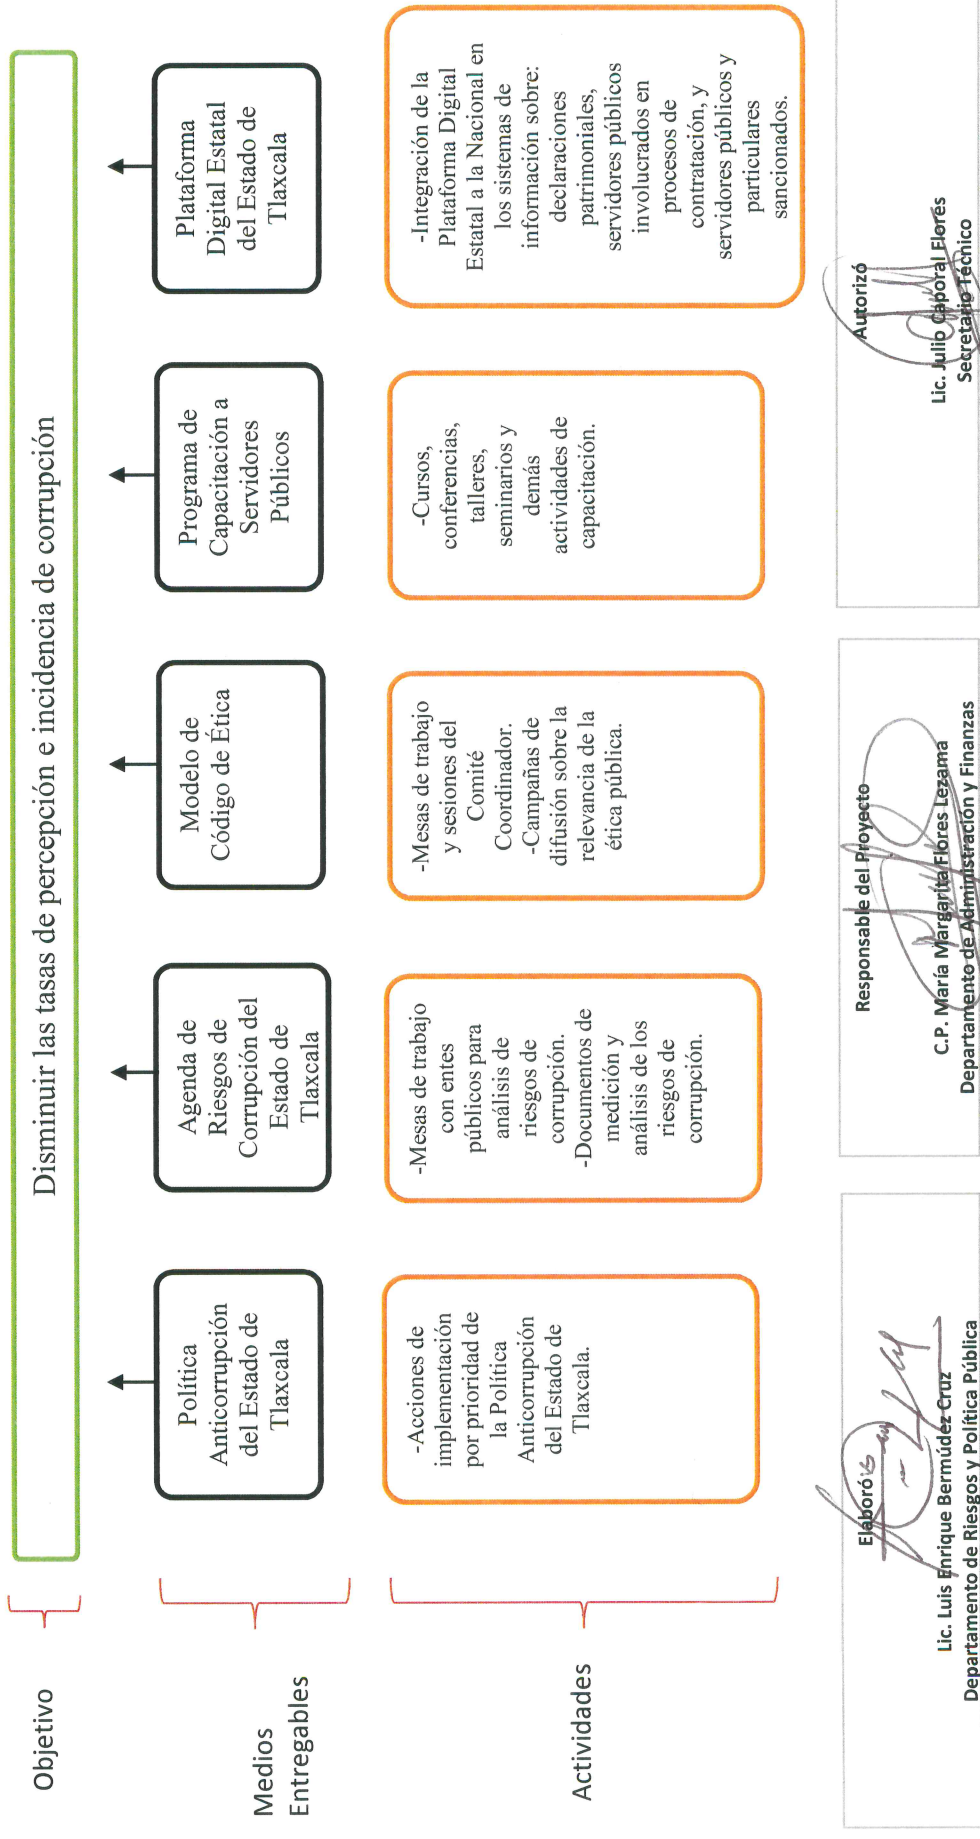 Objetivo
Disminuir las tasas de percepción e incidencia de corrupción
Medios
Entregables
Política
Anticorrupción
del Estado de
Tlaxcala
Agenda de
Riesgos de
Corrupción del
Estado de
Tlaxcala
Modelo de
Código de Ética
Programa de
Capacitación a
Servidores
Públicos
Plataforma
Digital Estatal
del Estado de
Tlaxcala
Actividades
-Acciones de
implementación
por prioridad de
la Política
Anticorrupción
del Estado de
Tlaxcala.
-Mesas de trabajo
con entes
públicos para
análisis de
riesgos de
corrupción.
-Documentos de
medición y
análisis de los
riesgos de
corrupción.
-Mesas de trabajo
y sesiones del
Comité
Coordinador.
-Campañas de
difusión sobre la
relevancia de la
ética pública.
-Cursos,
conferencias,
talleres,
seminarios y
demás
actividades de
capacitación.
-Integración de la
Plataforma Digital
Estatal a la Nacional en
los sistemas de
información sobre:
declaraciones
patrimoniales,
servidores públicos
involucrados en
procesos de
contratación, y
servidores públicos y
particulares
sancionados.
Elaboró
Lic. Luis Enrique Bermúdez Cruz
Departamento de Riesgos y Política Pública
Responsable del Proyecto
C.P. María Margarita Flores Lezama
Departamento de Administración y Finanzas
Autorizó
Lic. Julio Caporal Flores
Secretario Técnico